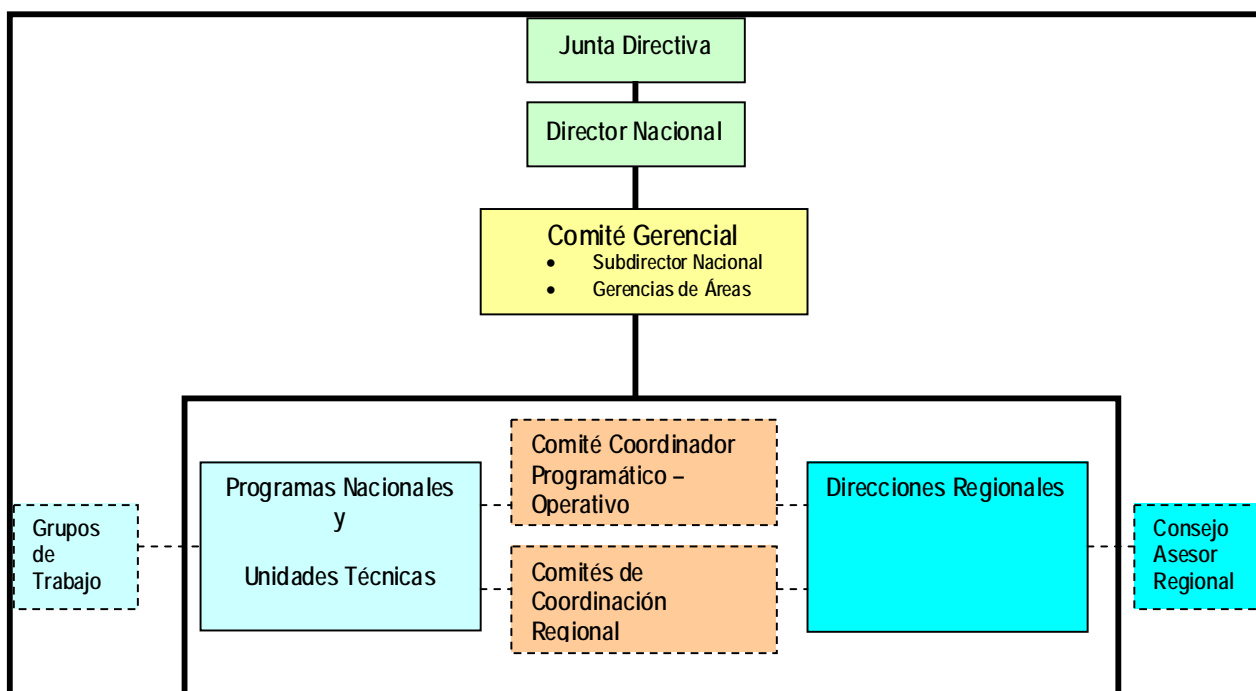 Junta Directiva
Director Nacional
Comité Gerencial
• Subdirector Nacional
• Gerencias de Áreas
Comité Coordinador
Programático –
Operativo
Programas Nacionales
y
Unidades Técnicas
Direcciones Regionales
Grupos
de
Trabajo
Consejo
Asesor
Regional
Comités de
Coordinación
Regional